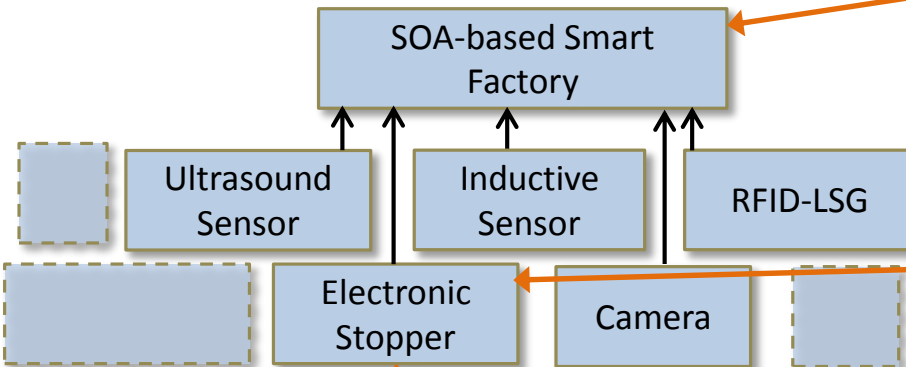 SOA-based Smart
Factory
Ultrasound
Sensor
Inductive
Sensor
RFID-LSG
Electronic
Stopper
Camera